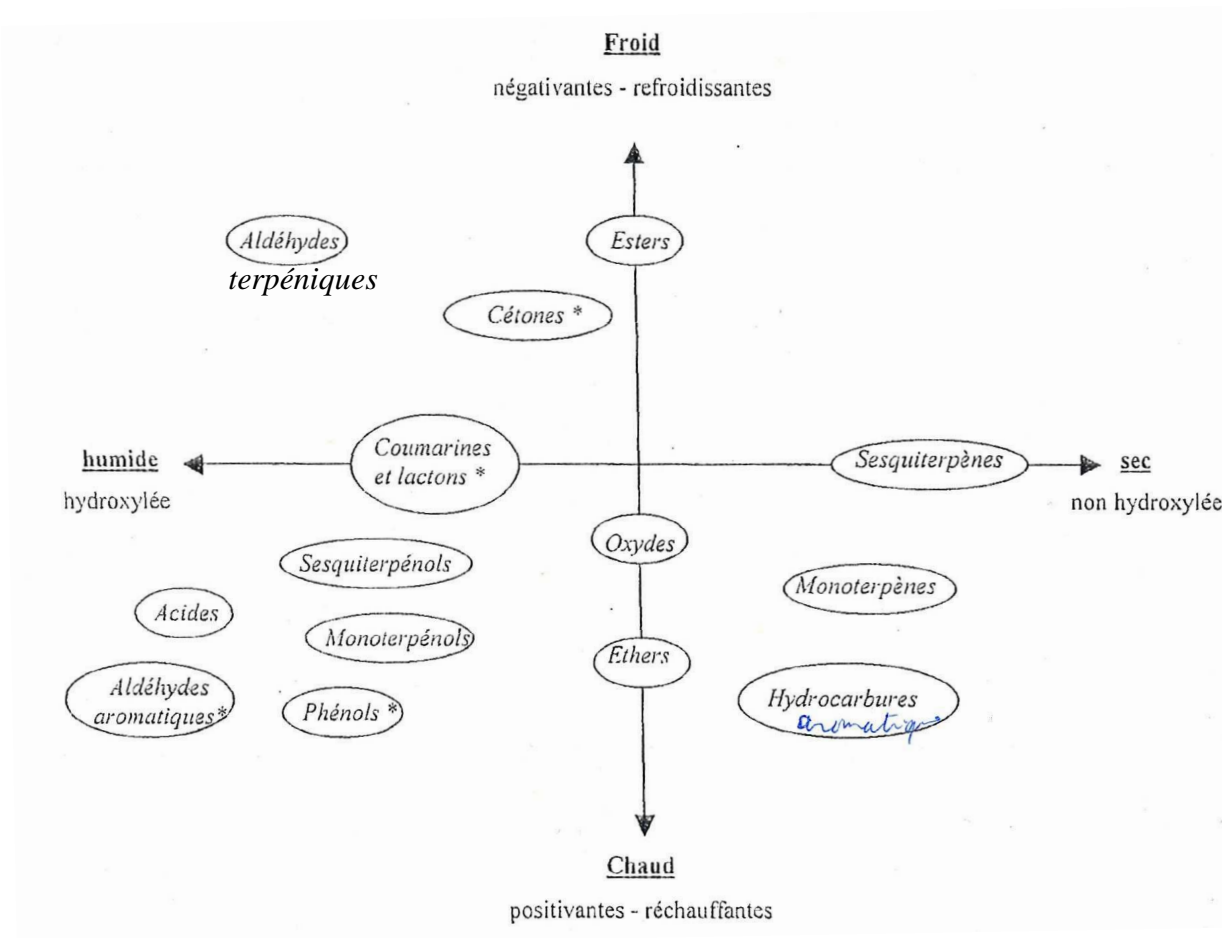 Froid
négativantes - refroidissantes
Aldéhydes
terpéniques
Esters
Cétones *
Coumarines
et lactons *
humide
hydroxylée
Sesquiterpènes
sec
non hydroxylée
Oxydes
Sesquiterpénols
Monoterpènes
Acides
Monoterpénols
Ethers
Aldéhydes
aromatiques*
Phénols *
Hydrocarbures
aromatique
Chaud
positivantes - réchauffantes